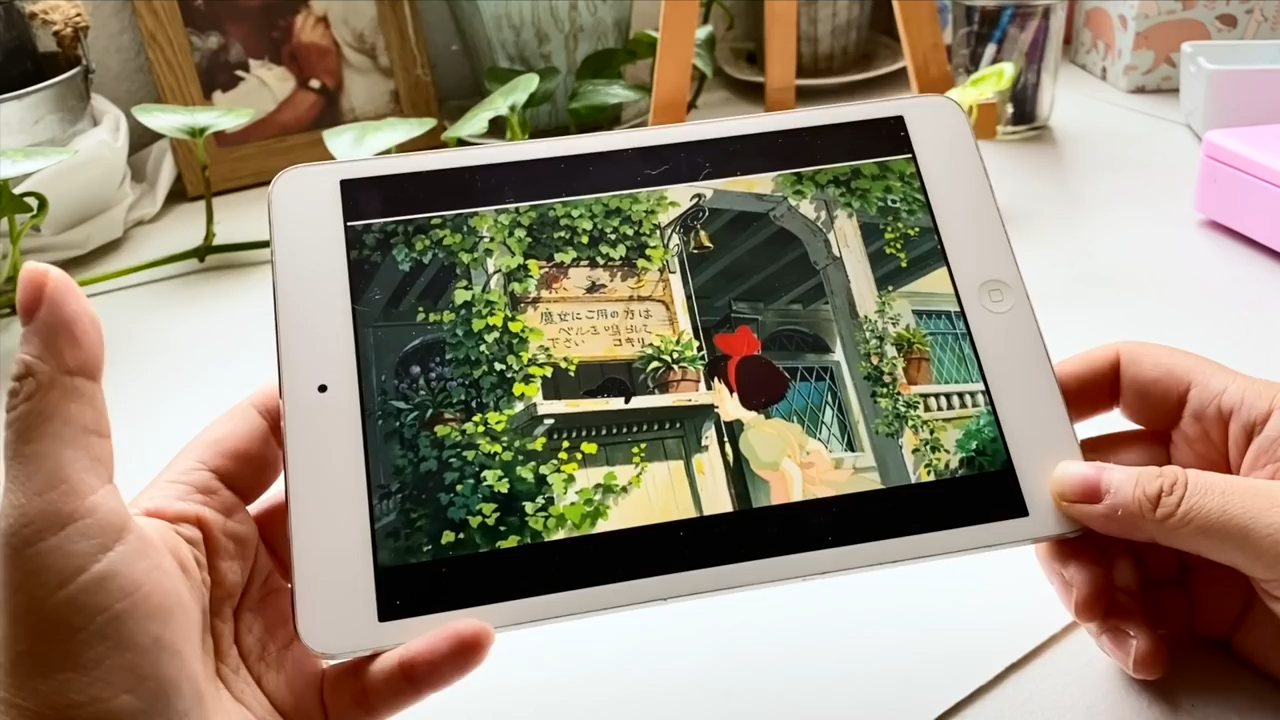 魔女にご用の方は
ベルを鳴らして
下さい　コキリ